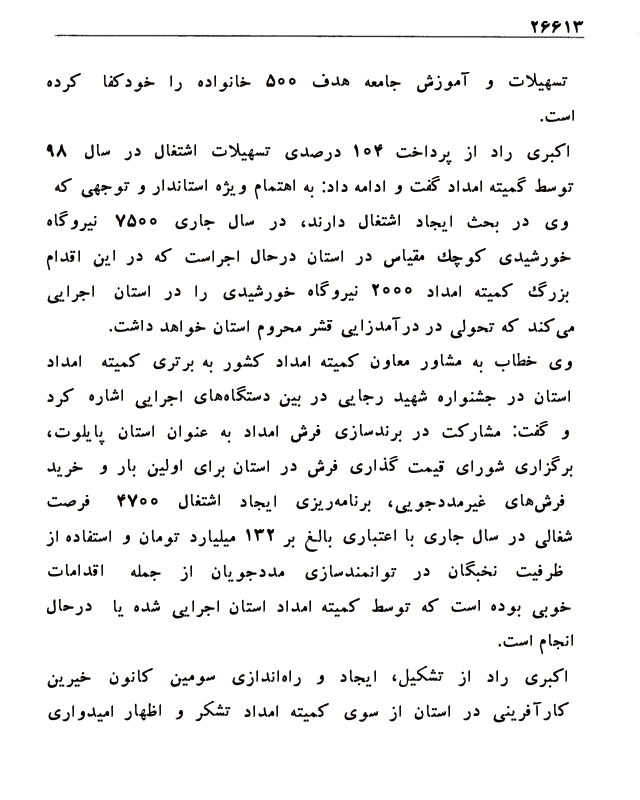 ۲۶۶۱۳
تسهیلات و آموزش جامعه هدف ۵۰۰ خانواده را خودکفا کرده
است.
اکبری راد از پرداخت ۱۰۴ درصدی تسهیلات اشتغال در سال ۹۸
توسط کمیته امداد گفت و ادامه داد: به اهتمام ویژه استاندار و توجهی که
وی در بحث ایجاد اشتغال دارند، در سال جاری ۷۵۰۰ نیروگاه
خورشیدی کوچك مقیاس در استان درحال اجراست که در این اقدام
بزرگ کمیته امداد ۲۰۰۰ نیروگاه خورشیدی را در استان اجرایی
می‌کند که تحولی در درآمدزایی قشر محروم استان خواهد داشت.
وی خطاب به مشاور معاون کمیته امداد کشور به برتری کمیته امداد
استان در جشنواره شهید رجایی در بین دستگاه‌های اجرایی اشاره کرد
و گفت: مشارکت در برندسازی فرش امداد به عنوان استان پایلوت،
برگزاری شورای قیمت گذاری فرش در استان برای اولین بار و خرید
فرش‌های غیرمددجویی، برنامه‌ریزی ایجاد اشتغال ۴۷۰۰ فرصت
شغالی در سال جاری با اعتباری بالغ بر ۱۳۲ میلیارد تومان و استفاده از
ظرفیت نخبگان در توانمندسازی مددجویان از جمله اقدامات
خوبی بوده است که توسط کمیته امداد استان اجرایی شده یا درحال
انجام است.
اکبری راد از تشکیل، ایجاد و راه‌اندازی سومین کانون خیرین
کارآفرینی در استان از سوی کمیته امداد تشکر و اظهار امیدواری